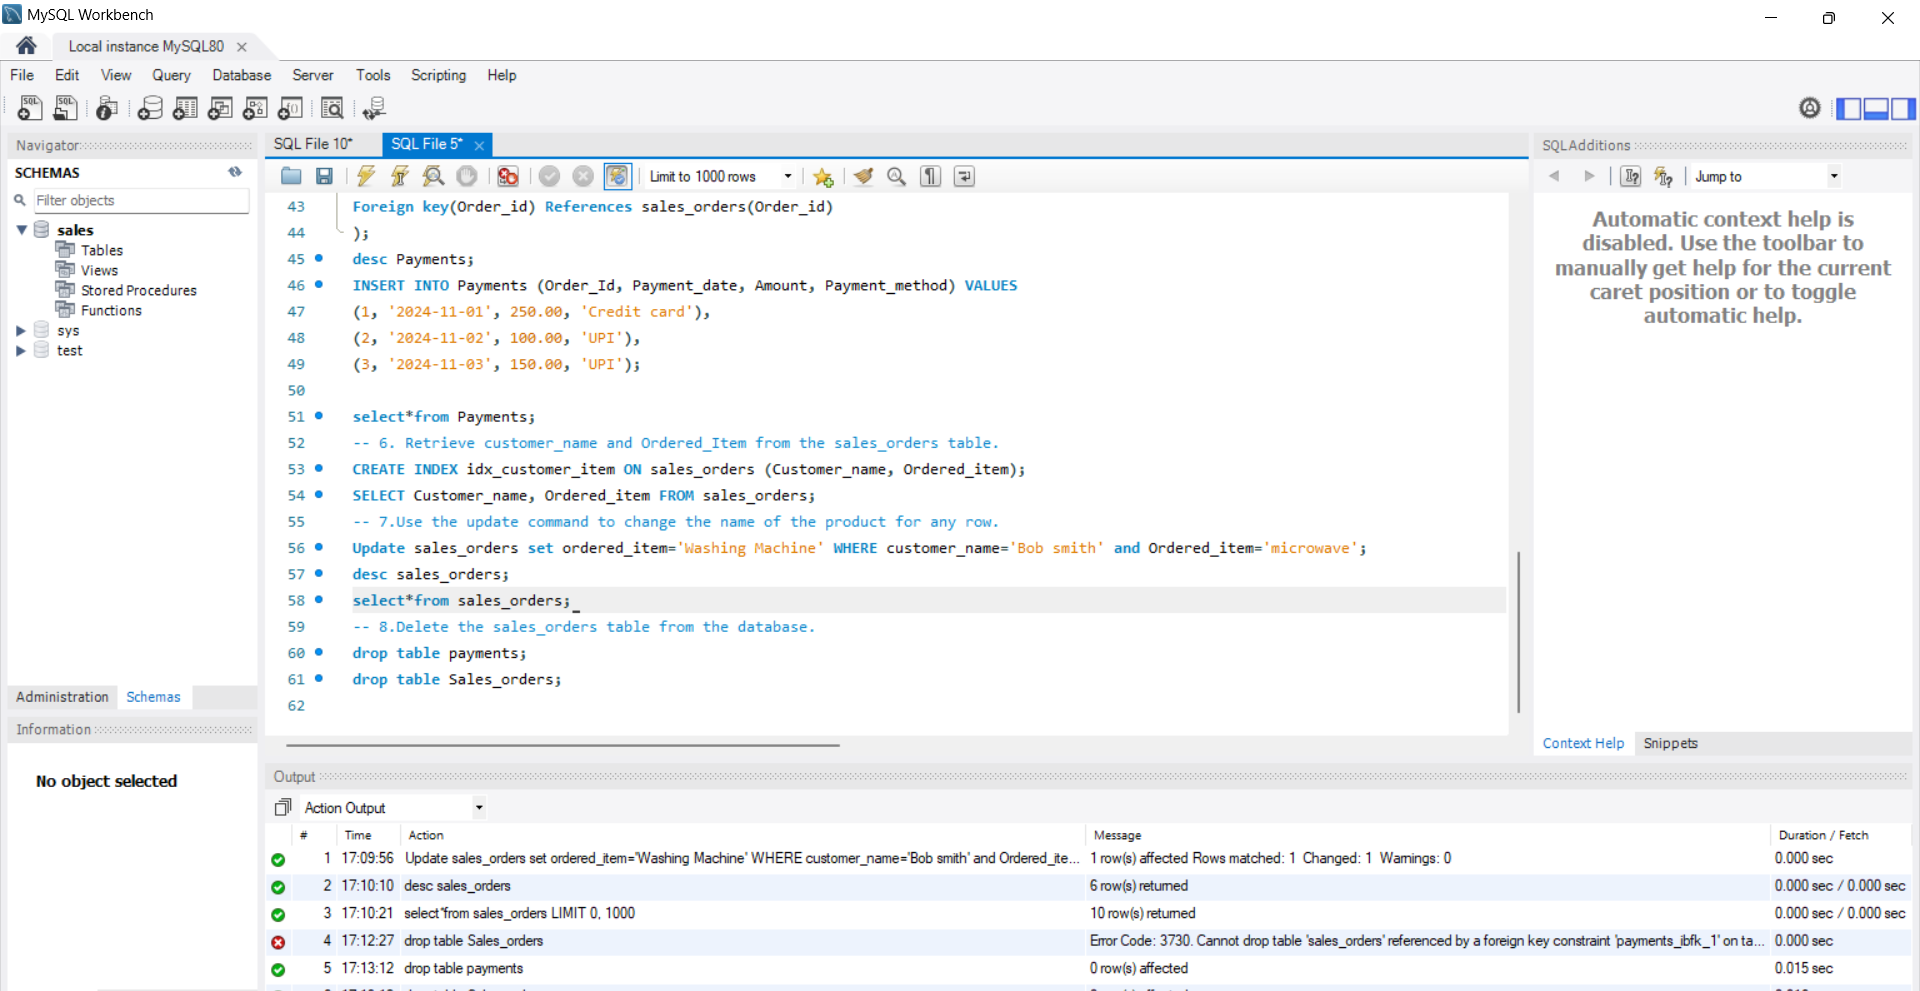 MySQL Workbench
Local instance MySQL80
File Edit View Query Database Server Tools Scripting Help
Navigator
SCHEMAS
Filter objects
sales
Tables
Views
Stored Procedures
Functions
sys
test
Administration Schemas
Information
No object selected
SQL File 10* SQL File 5*
Limit to 1000 rows
43 Foreign key(Order_id) References sales_orders(Order_id)
44 );
45 desc Payments;
46 INSERT INTO Payments (Order_Id, Payment_date, Amount, Payment_method) VALUES
47 (1, '2024-11-01', 250.00, 'Credit card'),
48 (2, '2024-11-02', 100.00, 'UPI'),
49 (3, '2024-11-03', 150.00, 'UPI');
50
51 select*from Payments;
52 -- 6. Retrieve customer_name and Ordered_Item from the sales_orders table.
53 CREATE INDEX idx_customer_item ON sales_orders (Customer_name, Ordered_item);
54 SELECT Customer_name, Ordered_item FROM sales_orders;
55 -- 7.Use the update command to change the name of the product for any row.
56 Update sales_orders set ordered_item='Washing Machine' WHERE customer_name='Bob smith' and Ordered_item='microwave';
57 desc sales_orders;
58 select*from sales_orders;
59 -- 8.Delete the sales_orders table from the database.
60 drop table payments;
61 drop table Sales_orders;
62
SQLAdditions
Jump to
Automatic context help is
disabled. Use the toolbar to
manually get help for the current
caret position or to toggle
automatic help.
Context Help Snippets
Output
Action Output
# Time Action Message Duration / Fetch
1 17:09:56 Update sales_orders set ordered_item='Washing Machine' WHERE customer_name='Bob smith' and Ordered_ite... 1 row(s) affected Rows matched: 1 Changed: 1 Warnings: 0 0.000 sec
2 17:10:10 desc sales_orders 6 row(s) returned 0.000 sec / 0.000 sec
3 17:10:21 select*from sales_orders LIMIT 0, 1000 10 row(s) returned 0.000 sec / 0.000 sec
4 17:12:27 drop table Sales_orders Error Code: 3730. Cannot drop table 'sales_orders' referenced by a foreign key constraint 'payments_ibfk_1' on ta... 0.000 sec
5 17:13:12 drop table payments 0 row(s) affected 0.015 sec